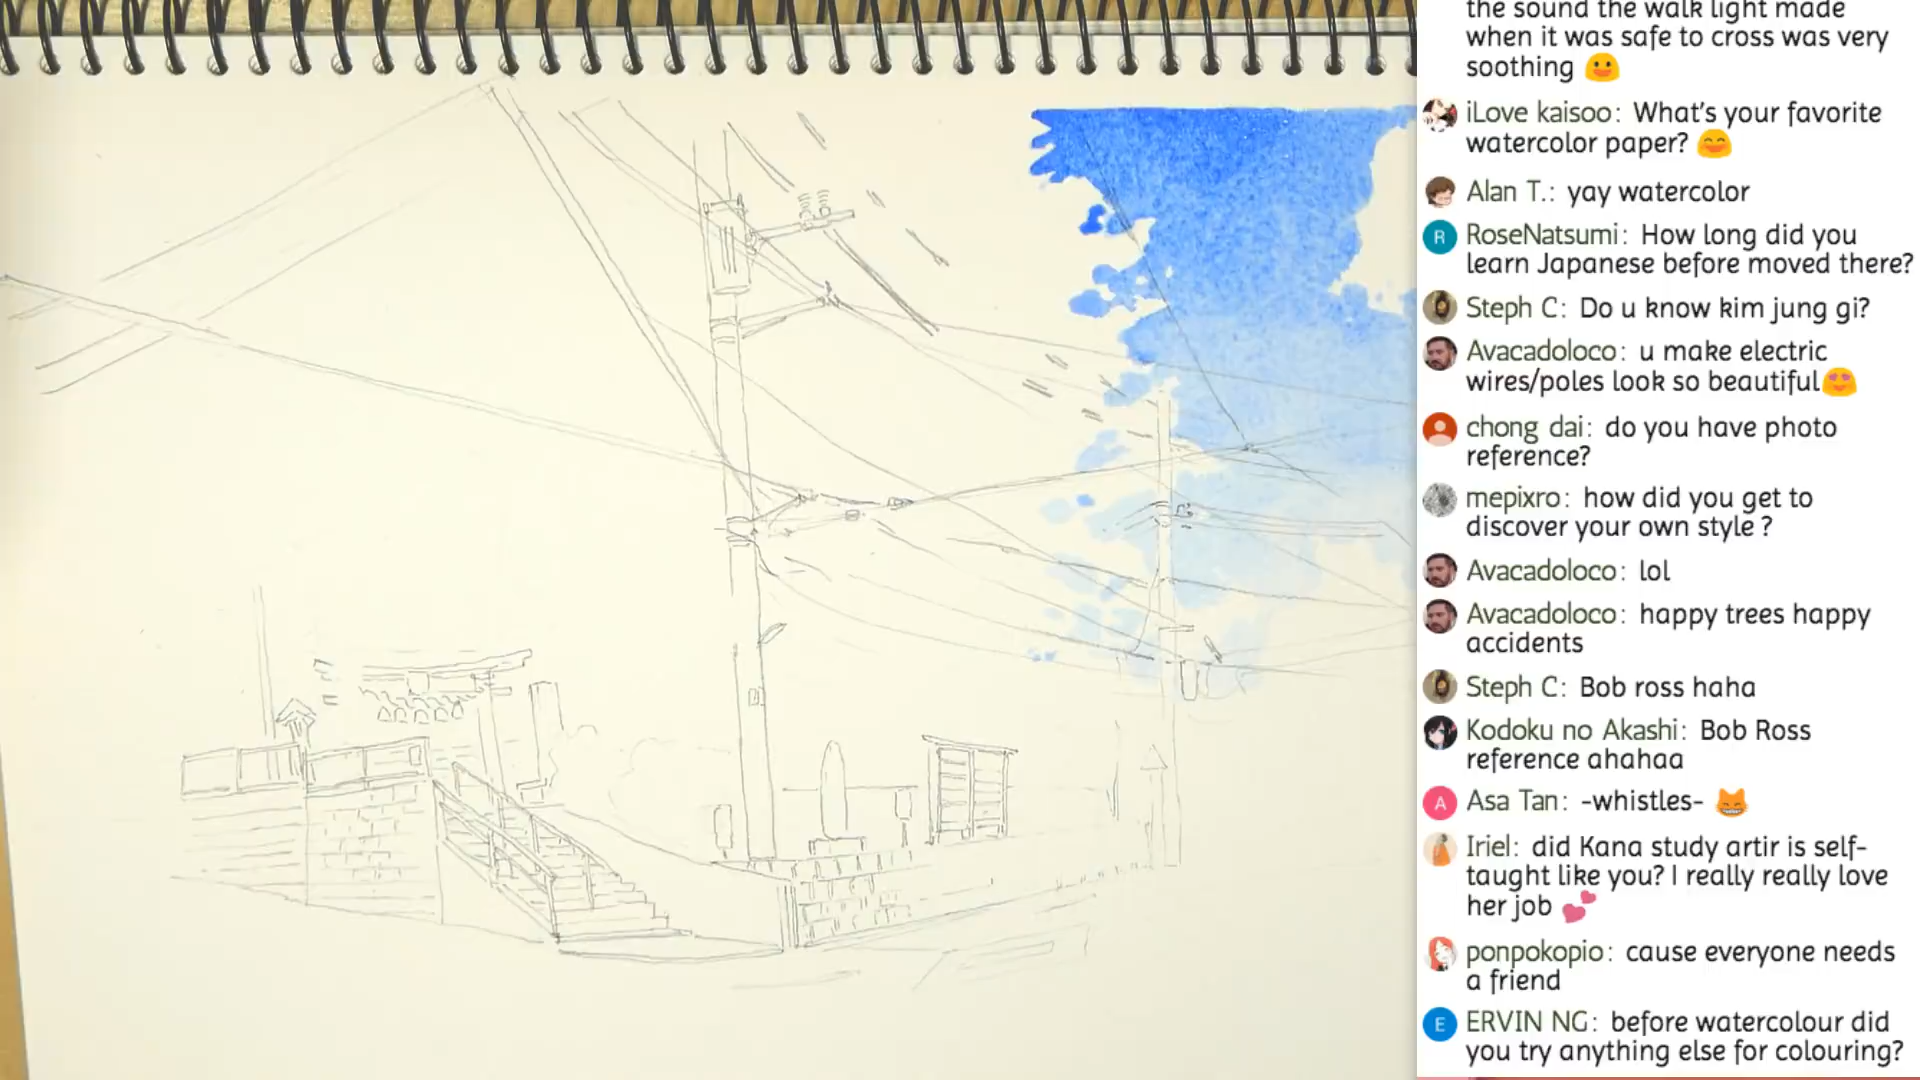 the sound the walk light made
when it was safe to cross was very
soothing
iLove kaisoo: What's your favorite
watercolor paper?
Alan T.: yay watercolor
R
RoseNatsumi: How long did you
learn Japanese before moved there?
Steph C: Do u know kim jung gi?
Avacadoloco: u make electric
wires/poles look so beautiful
chong dai: do you have photo
reference?
mepixro: how did you get to
discover your own style ?
Avacadoloco: lol
Avacadoloco: happy trees happy
accidents
Steph C: Bob ross haha
Kodoku no Akashi: Bob Ross
reference ahahaa
A
Asa Tan: -whistles-
Iriel: did Kana study artir is self-
taught like you? I really really love
her job
ponpokopio: cause everyone needs
a friend
E
ERVIN NG: before watercolour did
you try anything else for colouring?